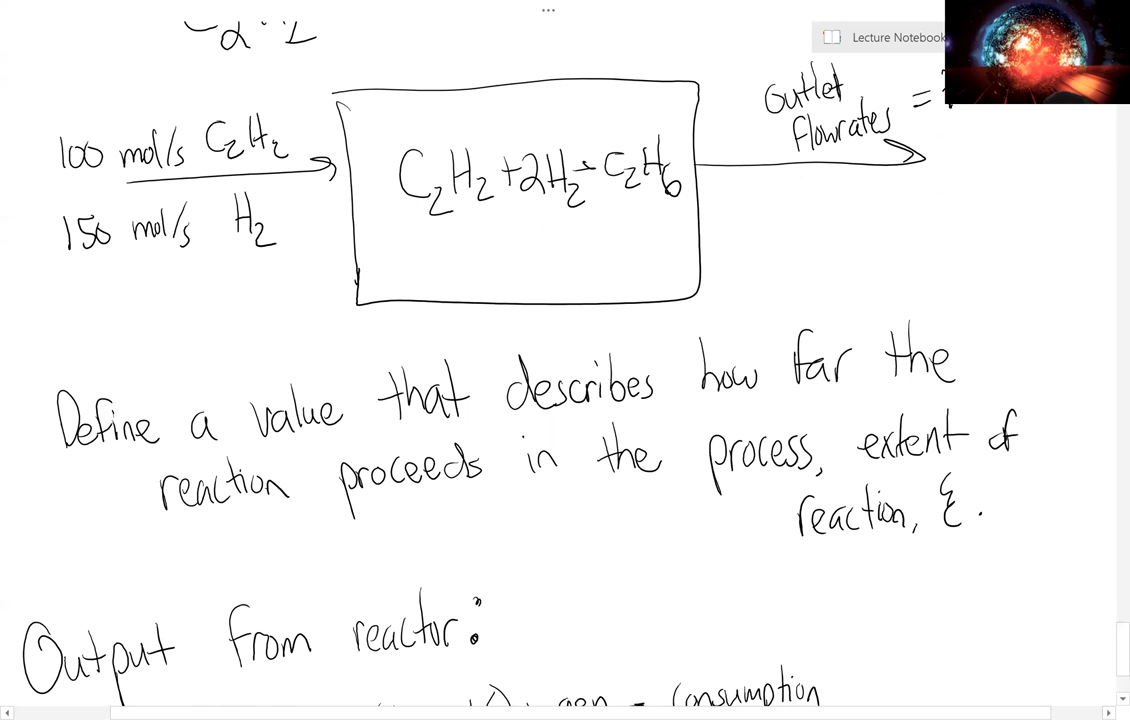 Lecture Notebook
Outlet
flowrates =
100 mol/s C₂H₂
150 mol/s H₂
C₂H₂ + 2H₂ → C₂H₆
Define a value that describes how far the
reaction proceeds in the process, extent of
reaction, ξ.
Output from reactor:
gen - Consumption